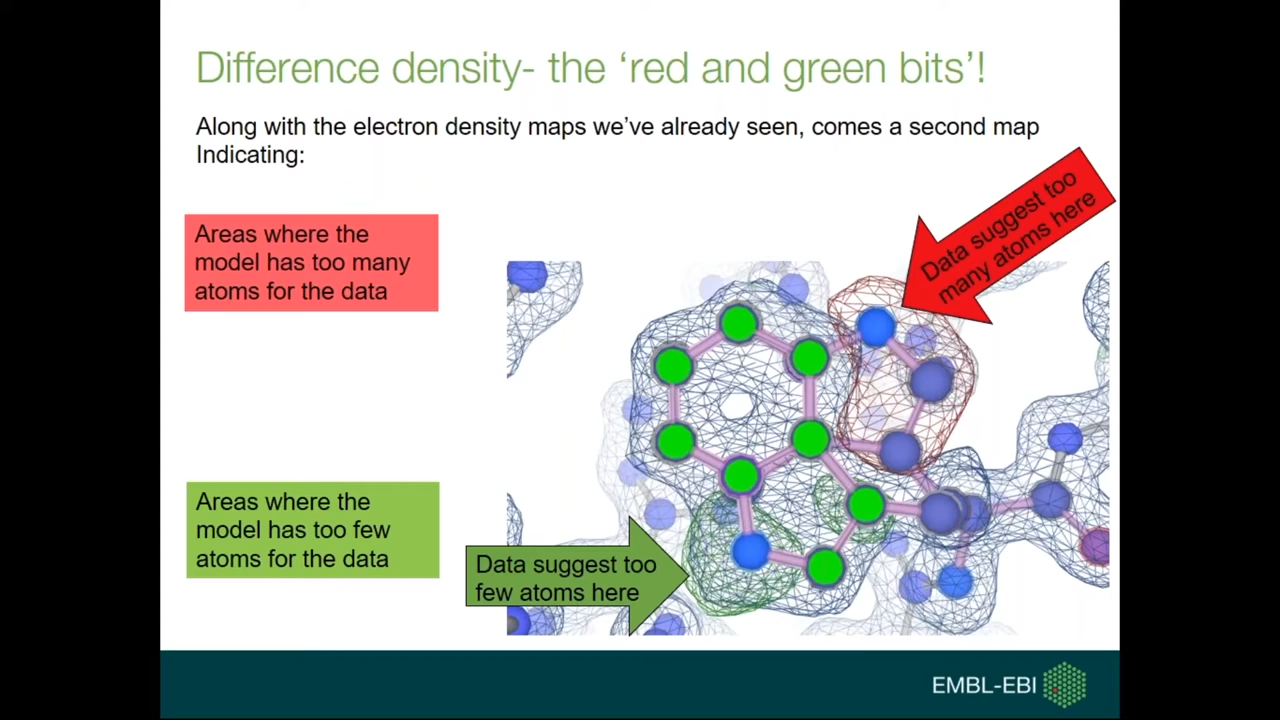 Difference density- the ‘red and green bits’!
Along with the electron density maps we’ve already seen, comes a second map
Indicating:
Areas where the
model has too many
atoms for the data
Data suggest too
many atoms here
Areas where the
model has too few
atoms for the data
Data suggest too
few atoms here
EMBL-EBI